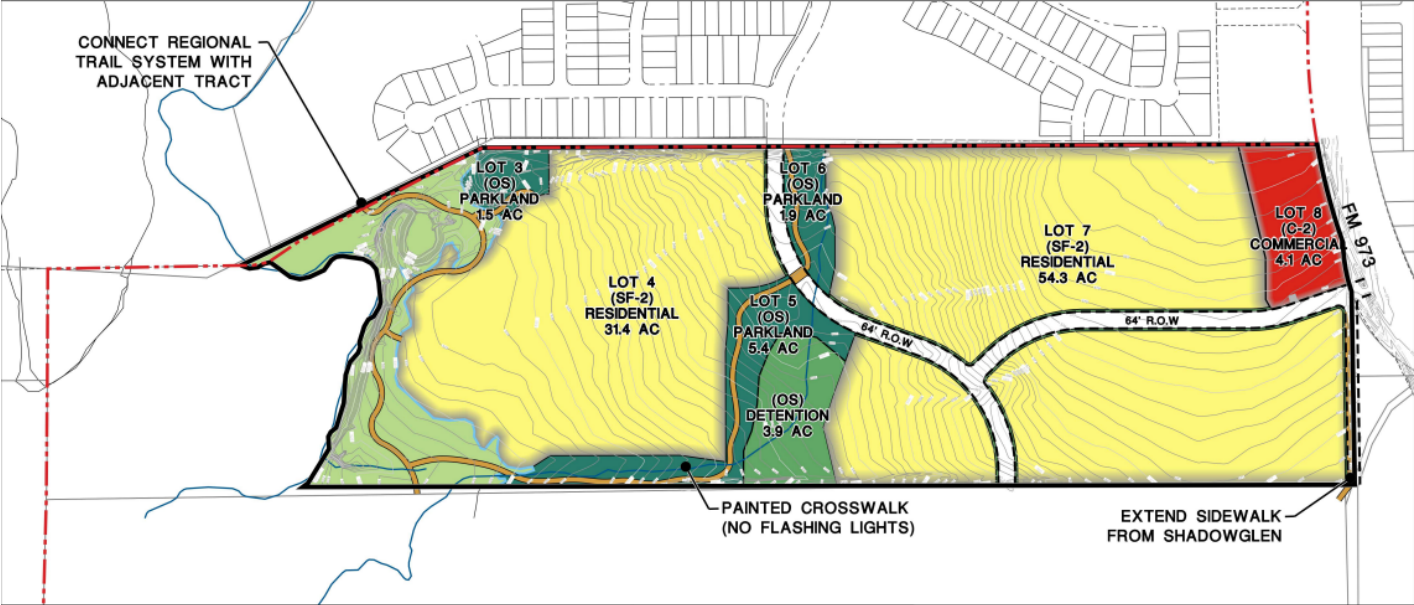 CONNECT REGIONAL
TRAIL SYSTEM WITH
ADJACENT TRACT
LOT 3
(OS)
PARKLAND
1.5 AC
LOT 6
(OS)
PARKLAND
1.9 AC
LOT 4
(SF-2)
RESIDENTIAL
31.4 AC
LOT 5
(OS)
PARKLAND
5.4 AC
(OS)
DETENTION
3.9 AC
LOT 7
(SF-2)
RESIDENTIAL
54.3 AC
LOT 8
(C-2)
COMMERCIAL
4.1 AC
FM 973
64' R.O.W
64' R.O.W
PAINTED CROSSWALK
(NO FLASHING LIGHTS)
EXTEND SIDEWALK
FROM SHADOWGLEN